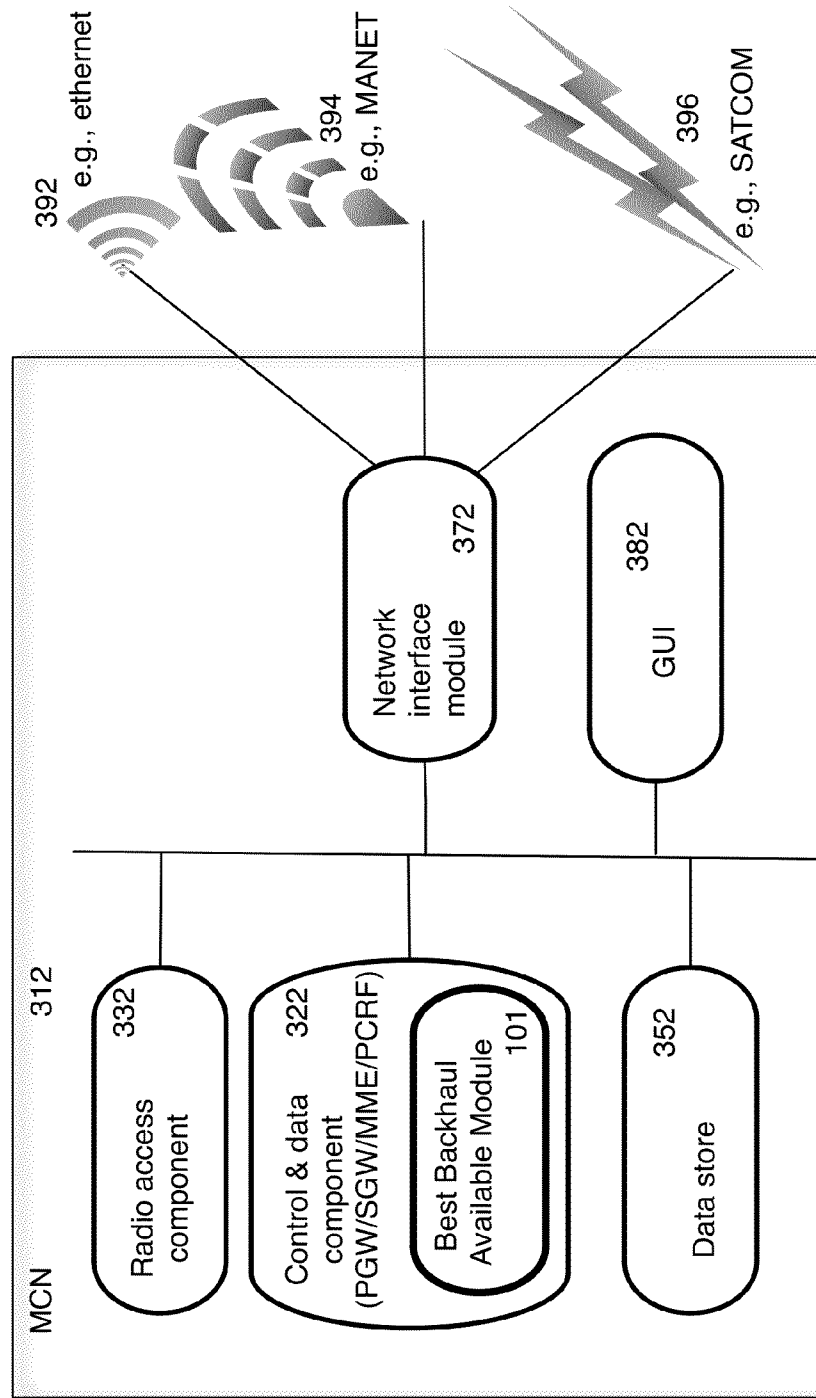 MCN
312
Radio access
component
332
Control & data
component
(PGW/SGW/MME/PCRF)
322
Best Backhaul
Available Module
101
Data store
352
Network
interface
module
372
GUI
382
392
e.g., ethernet
394
e.g., MANET
396
e.g., SATCOM